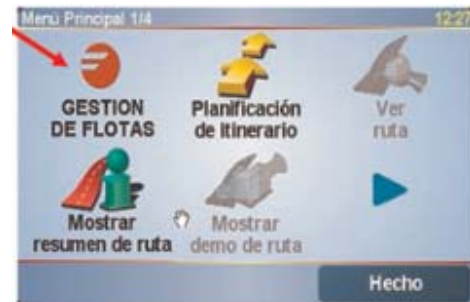 Menú Principal 1/4
12:27
GESTION
DE FLOTAS
Planificación
de itinerario
Ver
ruta
Mostrar
resumen de ruta
Mostrar
demo de ruta
Hecho